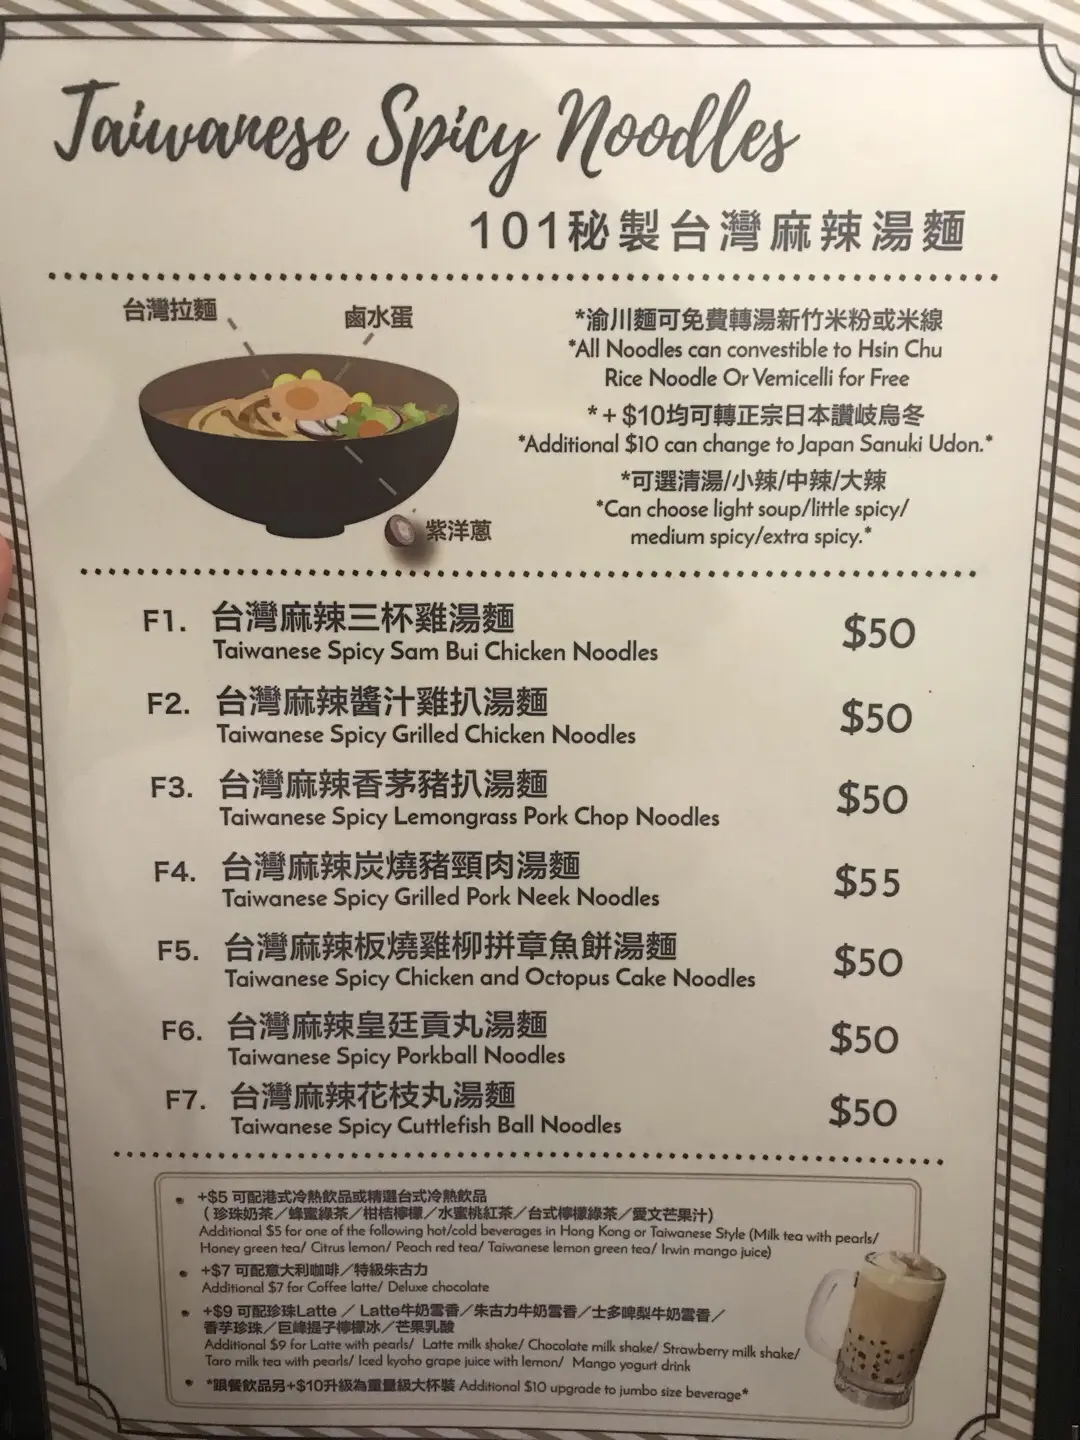 Taiwanese Spicy Noodles
101秘製台灣麻辣湯麵
台灣拉麵
鹵水蛋
紫洋蔥
*渝川麵可免費轉湯新竹米粉或米線
*All Noodles can convestible to Hsin Chu
Rice Noodle Or Vemicelli for Free
*+$10均可轉正宗日本讚岐烏冬
*Additional $10 can change to Japan Sanuki Udon.*
*可選清湯/小辣/中辣/大辣
*Can choose light soup/little spicy/
medium spicy/extra spicy.*
F1. 台灣麻辣三杯雞湯麵 $50
Taiwanese Spicy Sam Bui Chicken Noodles
F2. 台灣麻辣醬汁雞扒湯麵 $50
Taiwanese Spicy Grilled Chicken Noodles
F3. 台灣麻辣香茅豬扒湯麵 $50
Taiwanese Spicy Lemongrass Pork Chop Noodles
F4. 台灣麻辣炭燒豬頸肉湯麵 $55
Taiwanese Spicy Grilled Pork Neek Noodles
F5. 台灣麻辣板燒雞柳拼章魚餅湯麵 $50
Taiwanese Spicy Chicken and Octopus Cake Noodles
F6. 台灣麻辣皇廷貢丸湯麵 $50
Taiwanese Spicy Porkball Noodles
F7. 台灣麻辣花枝丸湯麵 $50
Taiwanese Spicy Cuttlefish Ball Noodles
• +$5 可配港式冷熱飲品或精選台式冷熱飲品
(珍珠奶茶／蜂蜜綠茶／柑桔檸檬／水蜜桃紅茶／台式檸檬綠茶／愛文芒果汁)
Additional $5 for one of the following hot/cold beverages in Hong Kong or Taiwanese Style (Milk tea with pearls/
Honey green tea/ Citrus lemon/ Peach red tea/ Taiwanese lemon green tea/ Irwin mango juice)
• +$7 可配意大利咖啡／特級朱古力
Additional $7 for Coffee latte/ Deluxe chocolate
• +$9 可配珍珠Latte ／ Latte牛奶雪香／朱古力牛奶雪香／士多啤梨牛奶雪香／
香芋珍珠／巨峰提子檸檬冰／芒果乳酸
Additional $9 for Latte with pearls/ Latte milk shake/ Chocolate milk shake/ Strawberry milk shake/
Taro milk tea with pearls/ Iced kyoho grape juice with lemon/ Mango yogurt drink
• *跟餐飲品另+$10升級為重量級大杯裝 Additional $10 upgrade to jumbo size beverage*